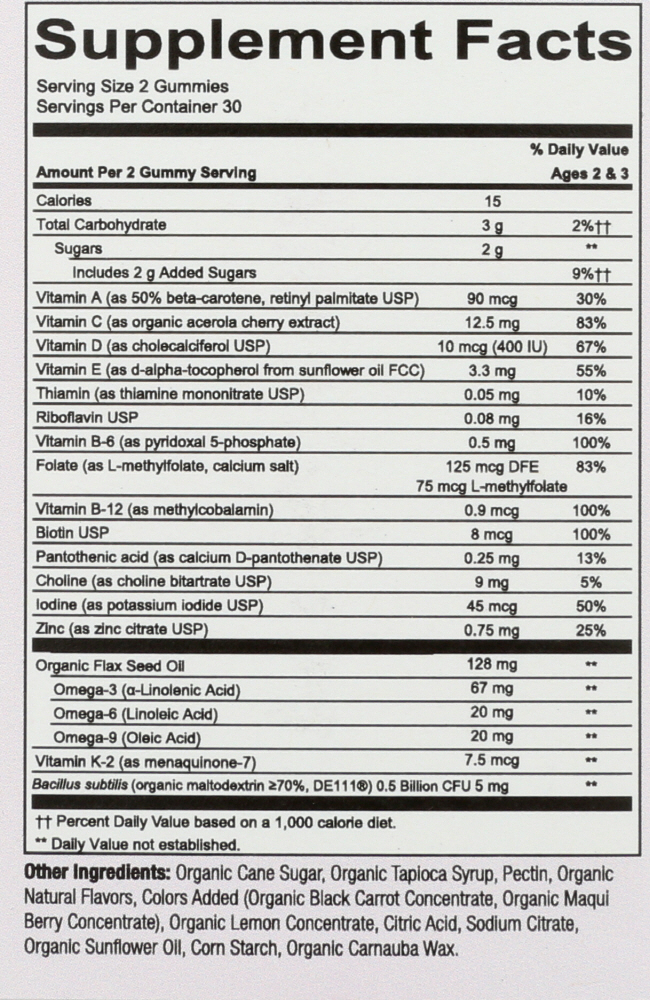 Supplement Facts
Serving Size 2 Gummies
Servings Per Container 30
% Daily Value
Amount Per 2 Gummy Serving Ages 2 & 3
Calories 15
Total Carbohydrate 3 g 2%††
Sugars 2 g **
Includes 2 g Added Sugars 9%††
Vitamin A (as 50% beta-carotene, retinyl palmitate USP) 90 mcg 30%
Vitamin C (as organic acerola cherry extract) 12.5 mg 83%
Vitamin D (as cholecalciferol USP) 10 mcg (400 IU) 67%
Vitamin E (as d-alpha-tocopherol from sunflower oil FCC) 3.3 mg 55%
Thiamin (as thiamine mononitrate USP) 0.05 mg 10%
Riboflavin USP 0.08 mg 16%
Vitamin B-6 (as pyridoxal 5-phosphate) 0.5 mg 100%
Folate (as L-methylfolate, calcium salt) 125 mcg DFE 83%
75 mcg L-methylfolate
Vitamin B-12 (as methylcobalamin) 0.9 mcg 100%
Biotin USP 8 mcg 100%
Pantothenic acid (as calcium D-pantothenate USP) 0.25 mg 13%
Choline (as choline bitartrate USP) 9 mg 5%
Iodine (as potassium iodide USP) 45 mcg 50%
Zinc (as zinc citrate USP) 0.75 mg 25%
Organic Flax Seed Oil 128 mg **
Omega-3 (α-Linolenic Acid) 67 mg **
Omega-6 (Linoleic Acid) 20 mg **
Omega-9 (Oleic Acid) 20 mg **
Vitamin K-2 (as menaquinone-7) 7.5 mcg **
Bacillus subtilis (organic maltodextrin ≥70%, DE111®) 0.5 Billion CFU 5 mg **
†† Percent Daily Value based on a 1,000 calorie diet.
** Daily Value not established.
Other Ingredients: Organic Cane Sugar, Organic Tapioca Syrup, Pectin, Organic
Natural Flavors, Colors Added (Organic Black Carrot Concentrate, Organic Maqui
Berry Concentrate), Organic Lemon Concentrate, Citric Acid, Sodium Citrate,
Organic Sunflower Oil, Corn Starch, Organic Carnauba Wax.